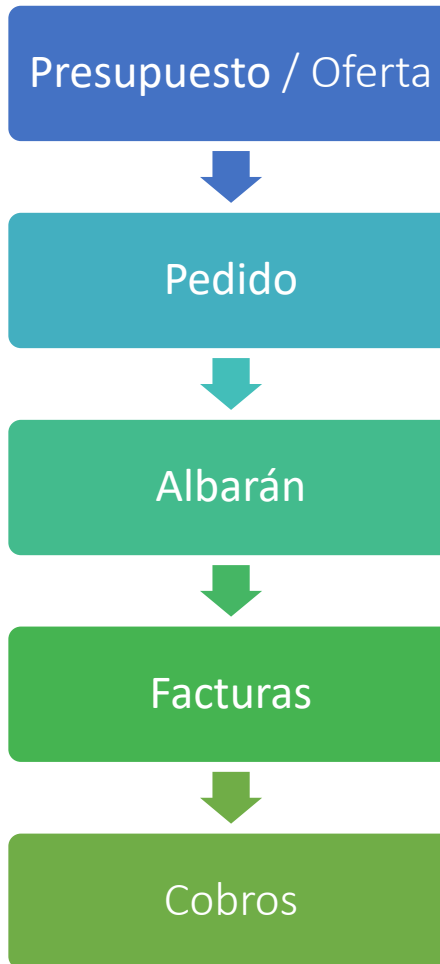 Presupuesto / Oferta
Pedido
Albarán
Facturas
Cobros